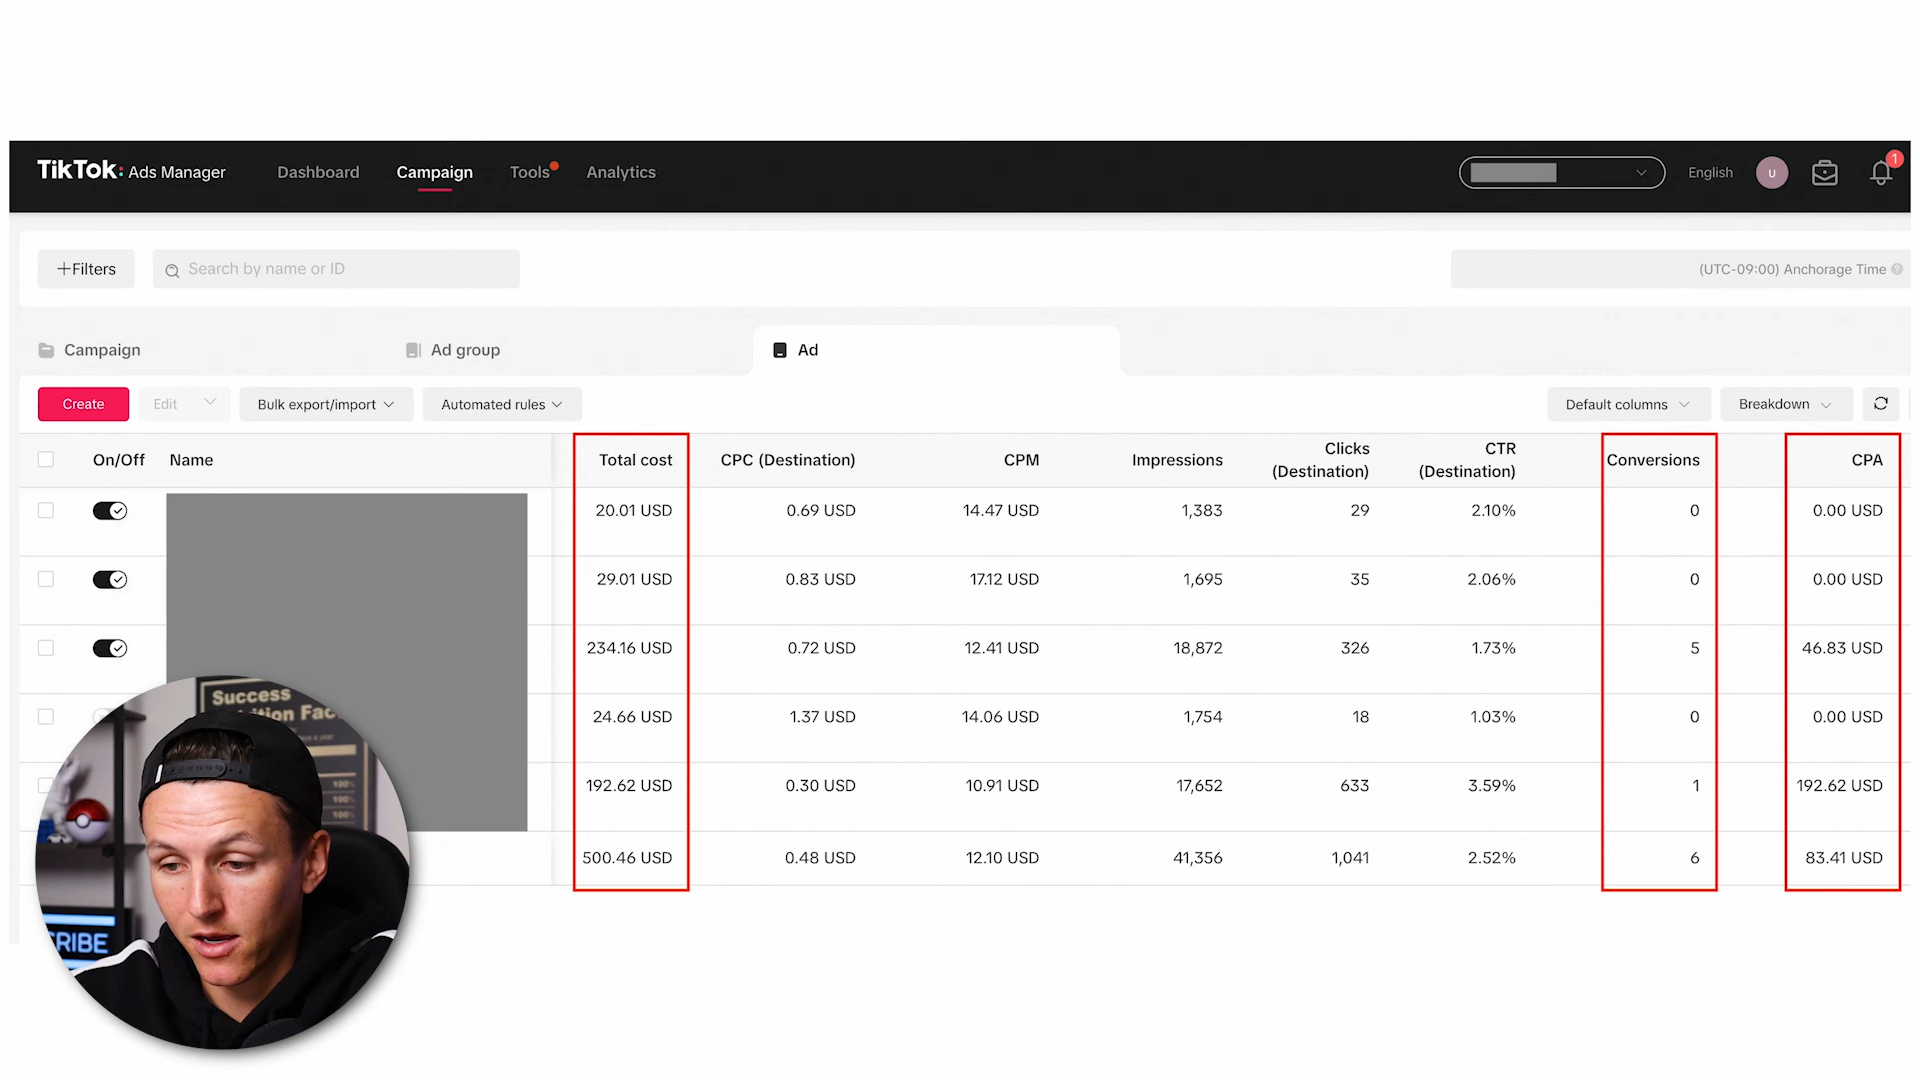 TikTok: Ads Manager Dashboard Campaign Tools Analytics English U 1
+Filters Search by name or ID (UTC-09:00) Anchorage Time
Campaign Ad group Ad
Create Edit Bulk export/import Automated rules Default columns Breakdown
On/Off Name Total cost CPC (Destination) CPM Impressions Clicks (Destination) CTR (Destination) Conversions CPA
20.01 USD 0.69 USD 14.47 USD 1,383 29 2.10% 0 0.00 USD
29.01 USD 0.83 USD 17.12 USD 1,695 35 2.06% 0 0.00 USD
234.16 USD 0.72 USD 12.41 USD 18,872 326 1.73% 5 46.83 USD
24.66 USD 1.37 USD 14.06 USD 1,754 18 1.03% 0 0.00 USD
192.62 USD 0.30 USD 10.91 USD 17,652 633 3.59% 1 192.62 USD
500.46 USD 0.48 USD 12.10 USD 41,356 1,041 2.52% 6 83.41 USD
Success
100%
100%
100%
RIBE